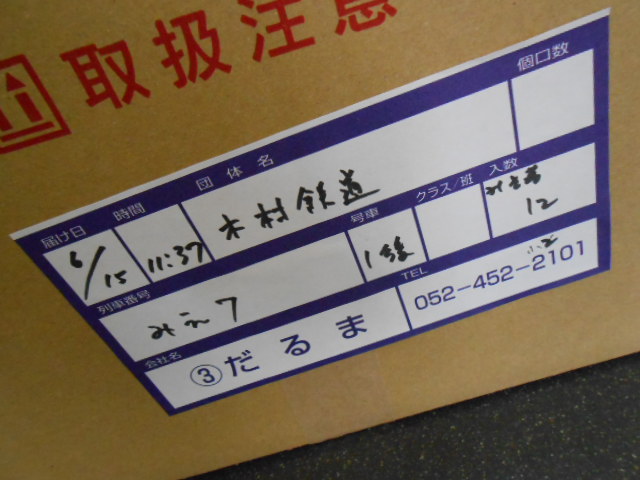 取扱注意
届け日 時間 団体名 個口数
6/15 11:37 木村鉄道
列車番号 号車 クラス/班 入数
みえ7 1号 12
会社名 TEL
③だるま 052-452-2101